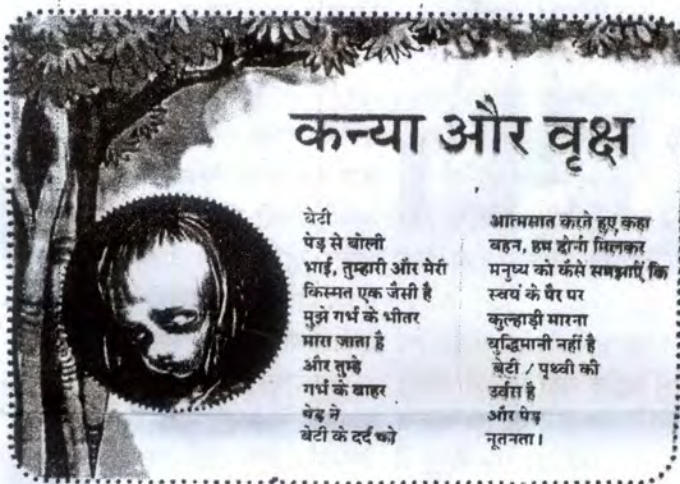 कन्या और वृक्ष
बेटी
पेड़ से बोली
भाई, तुम्हारी और मेरी
किस्मत एक जैसी है
मुझे गर्भ के भीतर
मारा जाता है
और तुम्हे
गर्भ के बाहर
पेड़ ने
बेटी के दर्द को
आत्मसात करते हुए कहा
बहन, हम दोनों मिलकर
मनुष्य को कैसे समझाएँ कि
स्वयं के पैर पर
कुल्हाड़ी मारना
बुद्धिमानी नहीं है
बेटी / पृथ्वी की
उर्वरा है
और पेड़
नूतनता।